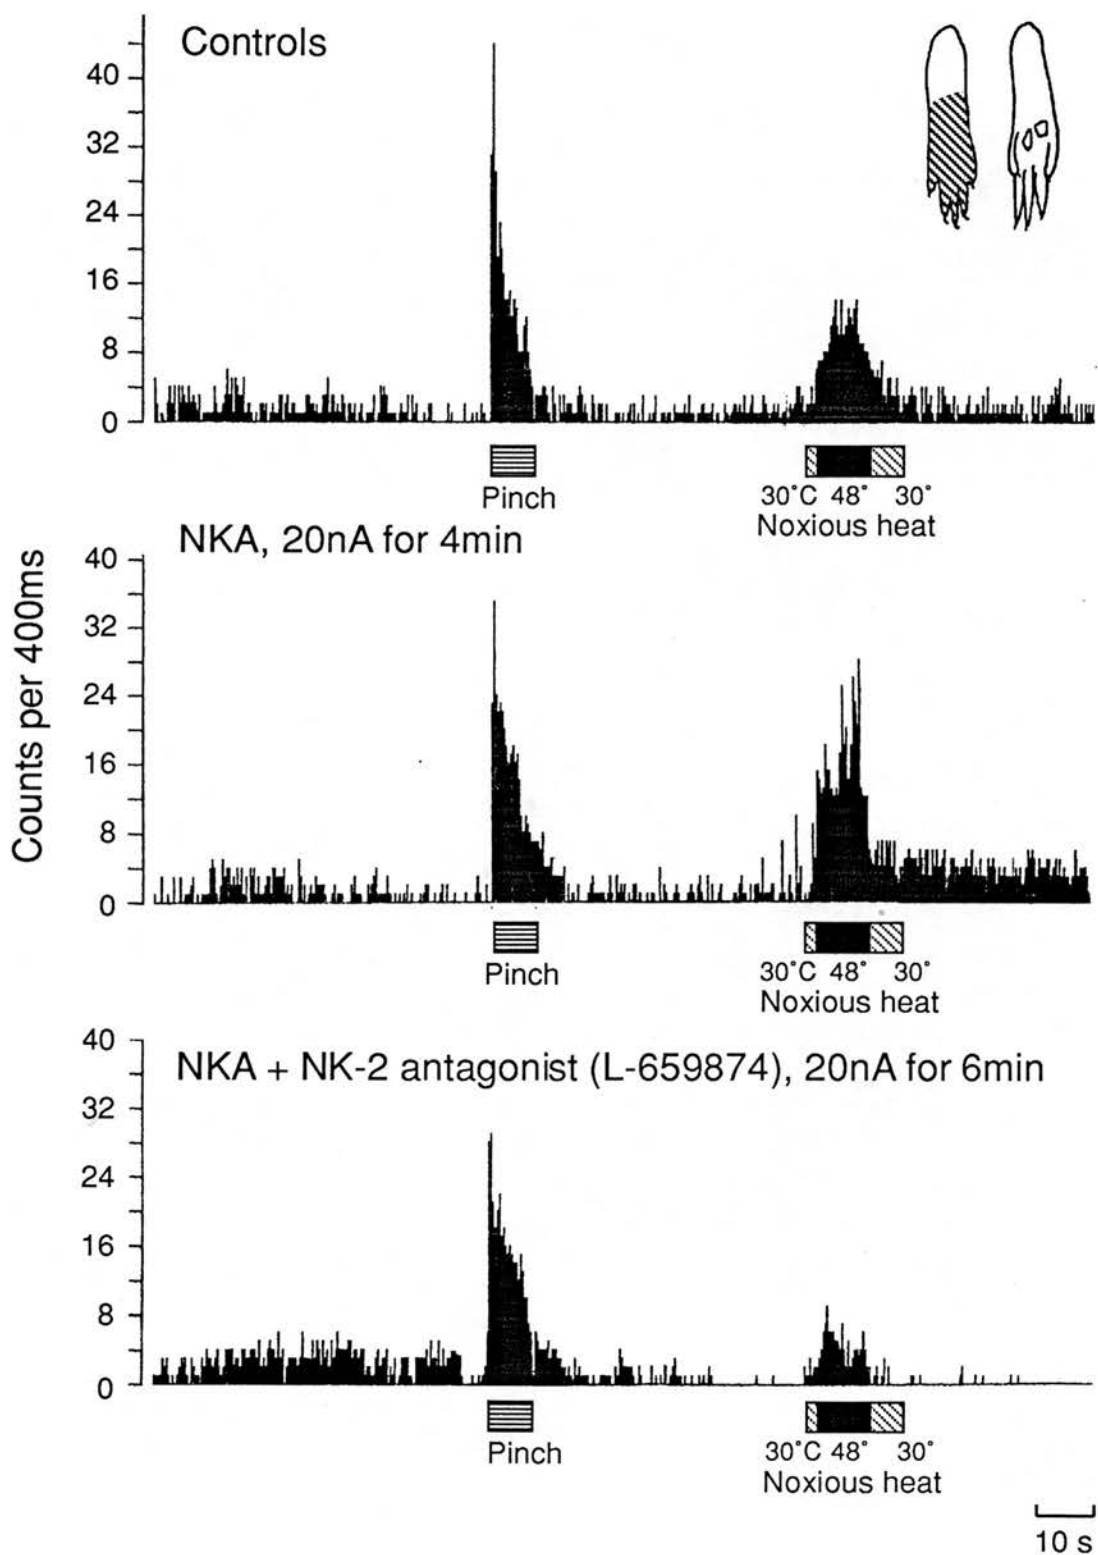 Controls
40
32
24
16
8
0
Pinch
30°C 48° 30°
Noxious heat
Counts per 400ms
NKA, 20nA for 4min
40
32
24
16
8
0
Pinch
30°C 48° 30°
Noxious heat
NKA + NK-2 antagonist (L-659874), 20nA for 6min
40
32
24
16
8
0
Pinch
30°C 48° 30°
Noxious heat
10 s